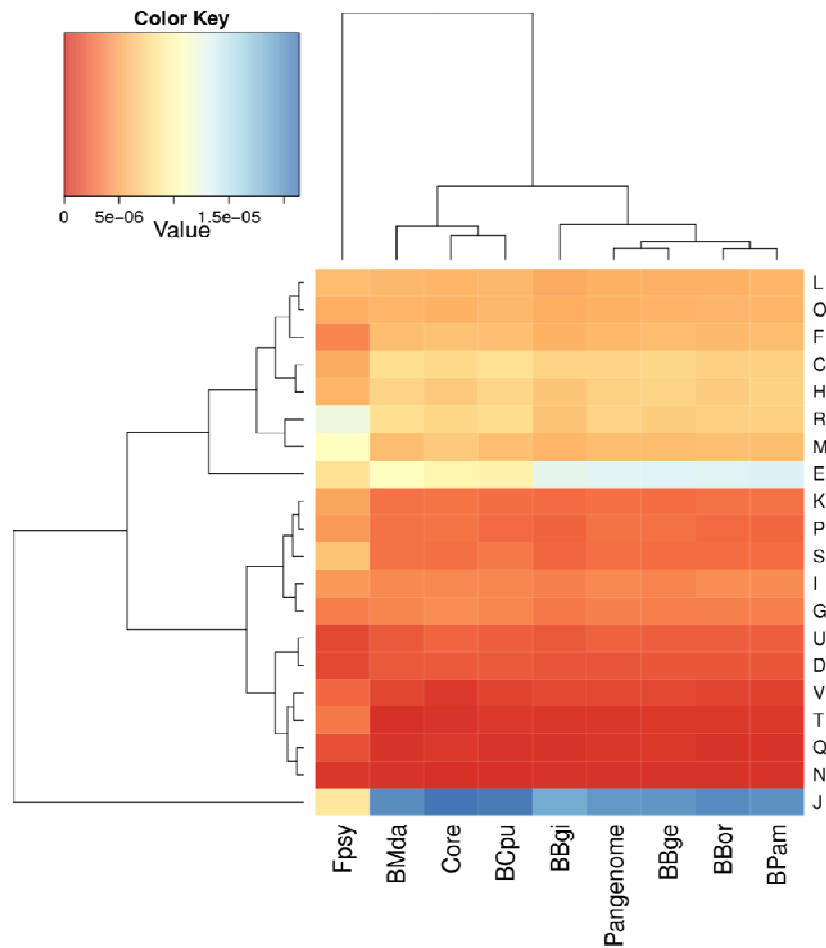 Color Key
0 5e−06 1.5e−05
Value
L
O
F
C
H
R
M
E
K
P
S
I
G
U
D
V
T
Q
N
J
Fpsy
BMda
Core
BCpu
BBgi
Pangenome
BBge
BBor
BPam